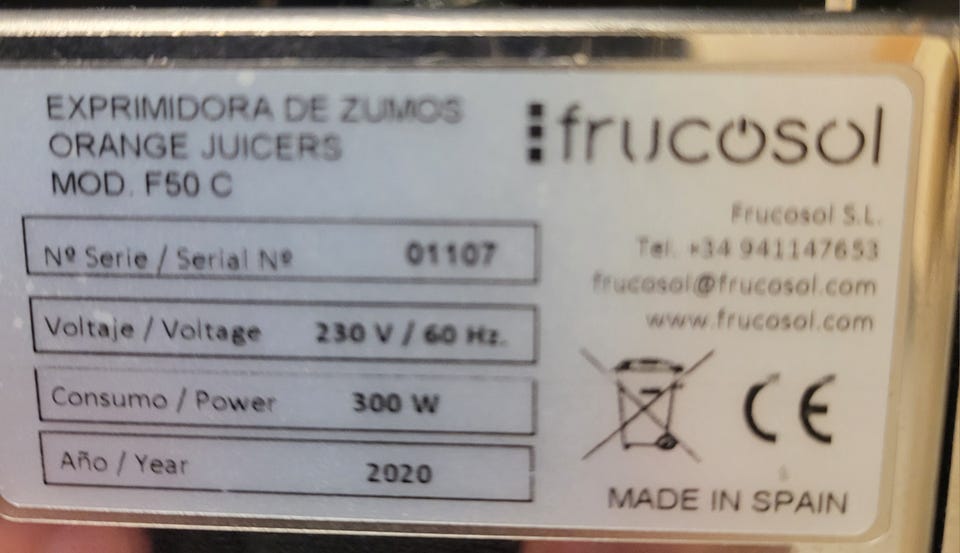 EXPRIMIDORA DE ZUMOS
ORANGE JUICERS
MOD. F50 C
frucosol
Frucosol S.L.
Tel. +34 941147653
frucosol@frucosol.com
www.frucosol.com
Nº Serie / Serial Nº 01107
Voltaje / Voltage 230 V / 60 Hz.
Consumo / Power 300 W
Año / Year 2020
CE
MADE IN SPAIN